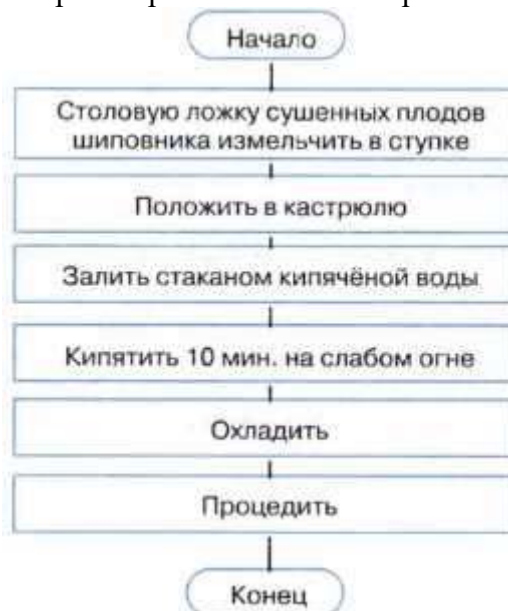 Начало
Столовую ложку сушенных плодов
шиповника измельчить в ступке
Положить в кастрюлю
Залить стаканом кипячёной воды
Кипятить 10 мин. на слабом огне
Охладить
Процедить
Конец